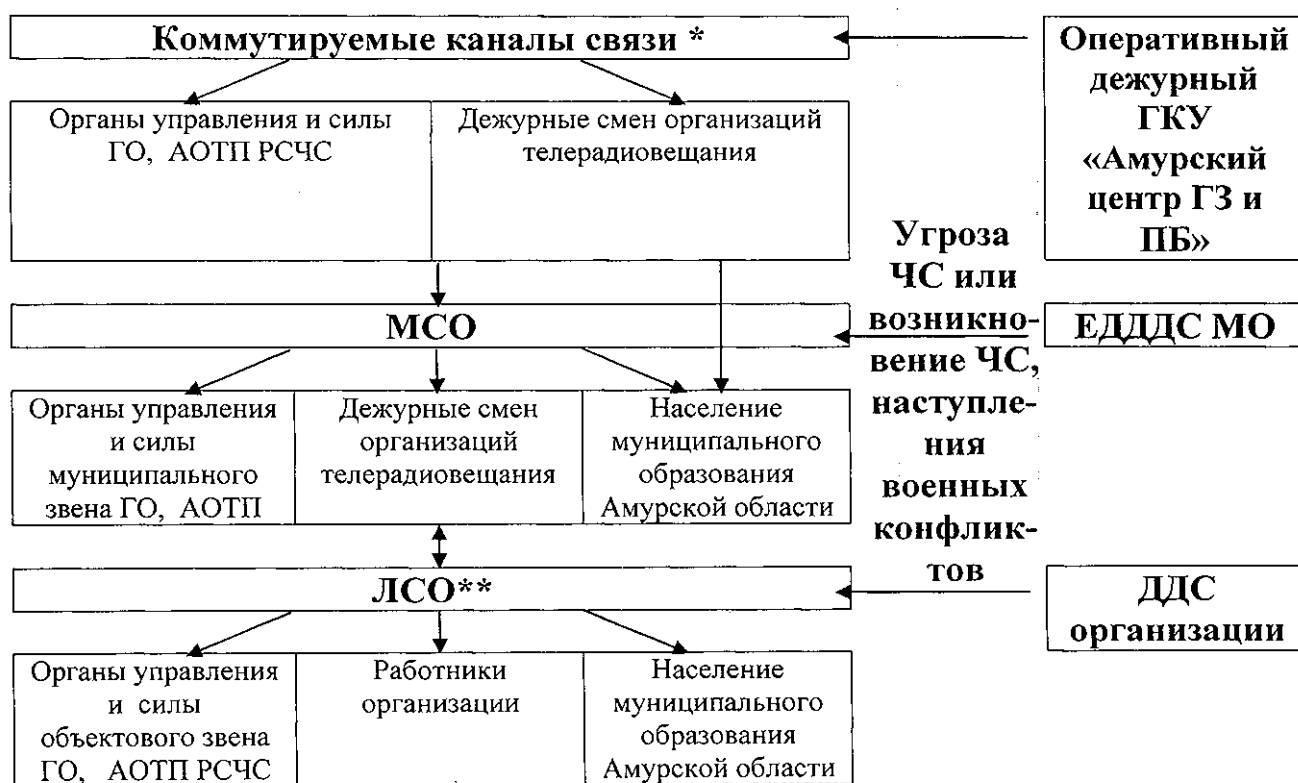 Коммутируемые каналы связи *
Оперативный
дежурный
ГКУ
«Амурский
центр ГЗ и
ПБ»
Органы управления и силы
ГО, АОТП РСЧС
Дежурные смен организаций
телерадиовещания
Угроза
ЧС или
возникно-
вение ЧС,
наступле-
ния
военных
конфлик-
тов
МСО
ЕДДДС МО
Органы управления
и силы
муниципального
звена ГО, АОТП
Дежурные смен
организаций
телерадиовещания
Население
муниципального
образования
Амурской области
ЛСО**
ДДС
организации
Органы управления
и силы
объектового звена
ГО, АОТП РСЧС
Работники
организации
Население
муниципального
образования
Амурской области